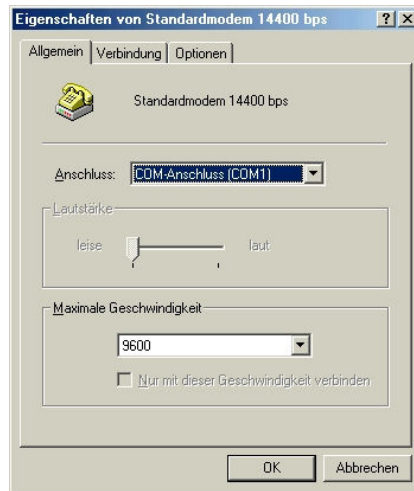 Eigenschaften von Standardmodem 14400 bps
Allgemein Verbindung Optionen
Standardmodem 14400 bps
Anschluss: COM-Anschluss (COM1)
Lautstärke
leise laut
Maximale Geschwindigkeit
9600
Nur mit dieser Geschwindigkeit verbinden
OK Abbrechen